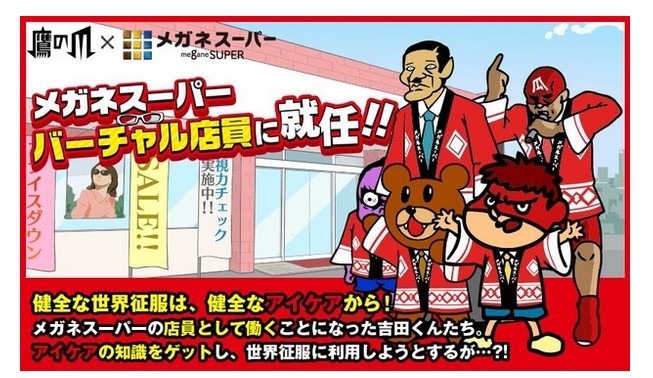 鷹の爪 × メガネスーパー
meganeSUPER
メガネスーパー
バーチャル店員に就任!!
イスダウン
SALE!!
視力チェック
実施中!!
健全な世界征服は、健全なアイケアから!
メガネスーパーの店員として働くことになった吉田くんたち。
アイケアの知識をゲットし、世界征服に利用しようとするが…?!